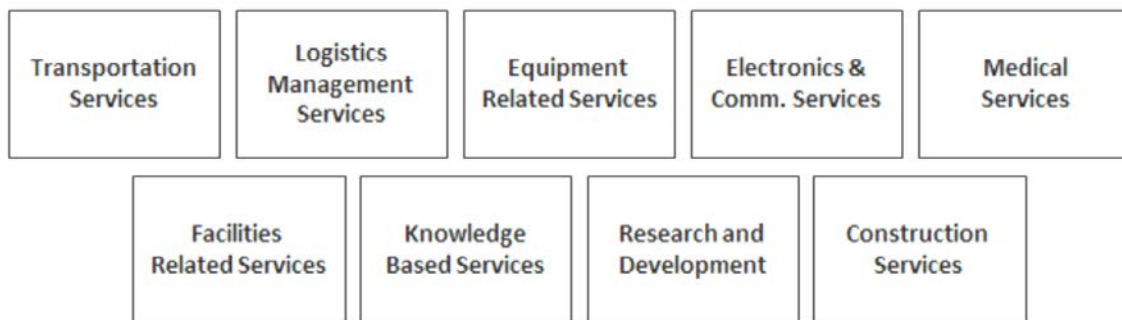 Transportation
Services
Logistics
Management
Services
Equipment
Related Services
Electronics &
Comm. Services
Medical
Services
Facilities
Related Services
Knowledge
Based Services
Research and
Development
Construction
Services